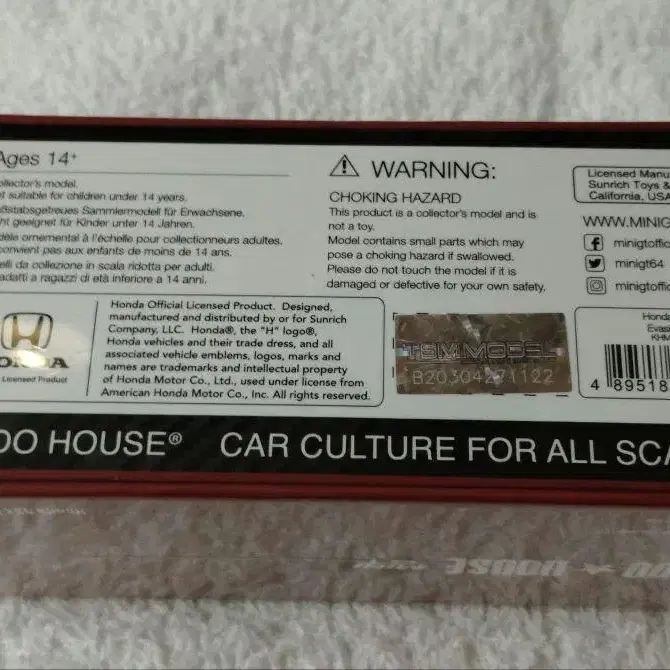 Ages 14+
collector's model.
suitable for children under 14 years.
Sammlermodell für Erwachsene.
geeignet für Kinder unter 14 Jahren.
ornemental à l'échelle pour collectionneurs adultes.
convient pas aux enfants de moins de 14 ans.
da collezione in scala ridotta per adulti.
adatti a ragazzi di età inferiore a 14 anni.
WARNING:
CHOKING HAZARD
This product is a collector's model and is
not a toy.
Model contains small parts which may
pose a choking hazard if swallowed.
Please do not touch the model if it is
damaged or defective for your own safety.
Licensed Manu
Sunrich Toys &
California, USA
WWW.MINIG
minigtoffic
minigt64
minigtoffic
Licensed Product
Honda Official Licensed Product. Designed,
manufactured and distributed by or for Sunrich
Company, LLC. Honda®, the "H" logo®,
Honda vehicles and their trade dress, and all
associated vehicle emblems, logos, marks and
names are trademarks and intellectual property
of Honda Motor Co., Ltd., used under license from
American Honda Motor Co., Inc. All rights reserved.
TSM MODEL
B20304271122
Honda
Evas
KHM
4 89518
DO HOUSE® CAR CULTURE FOR ALL SCA
HOUSE